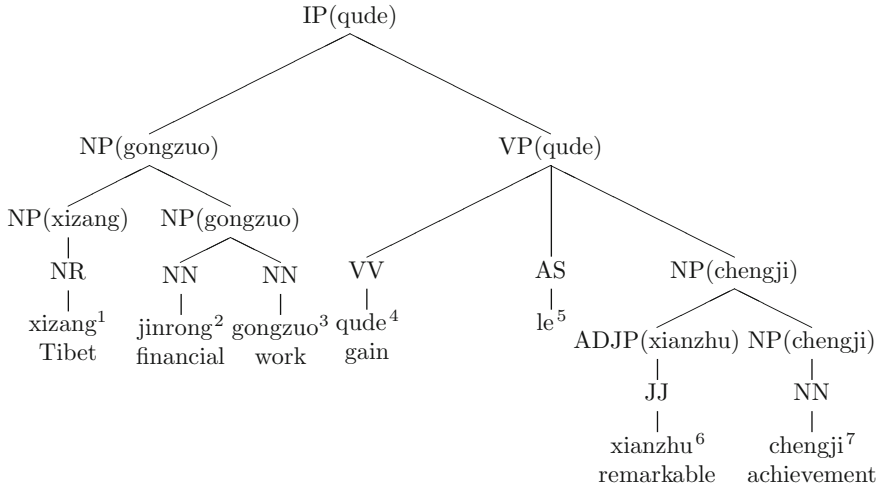 IP(qude)
NP(gongzuo) VP(qude)
NP(xizang) NP(gongzuo)
NR NN NN VV AS NP(chengji)
xizang¹ jinrong² gongzuo³ qude⁴ le⁵ ADJP(xianzhu) NP(chengji)
Tibet financial work gain
JJ NN
xianzhu⁶ chengji⁷
remarkable achievement